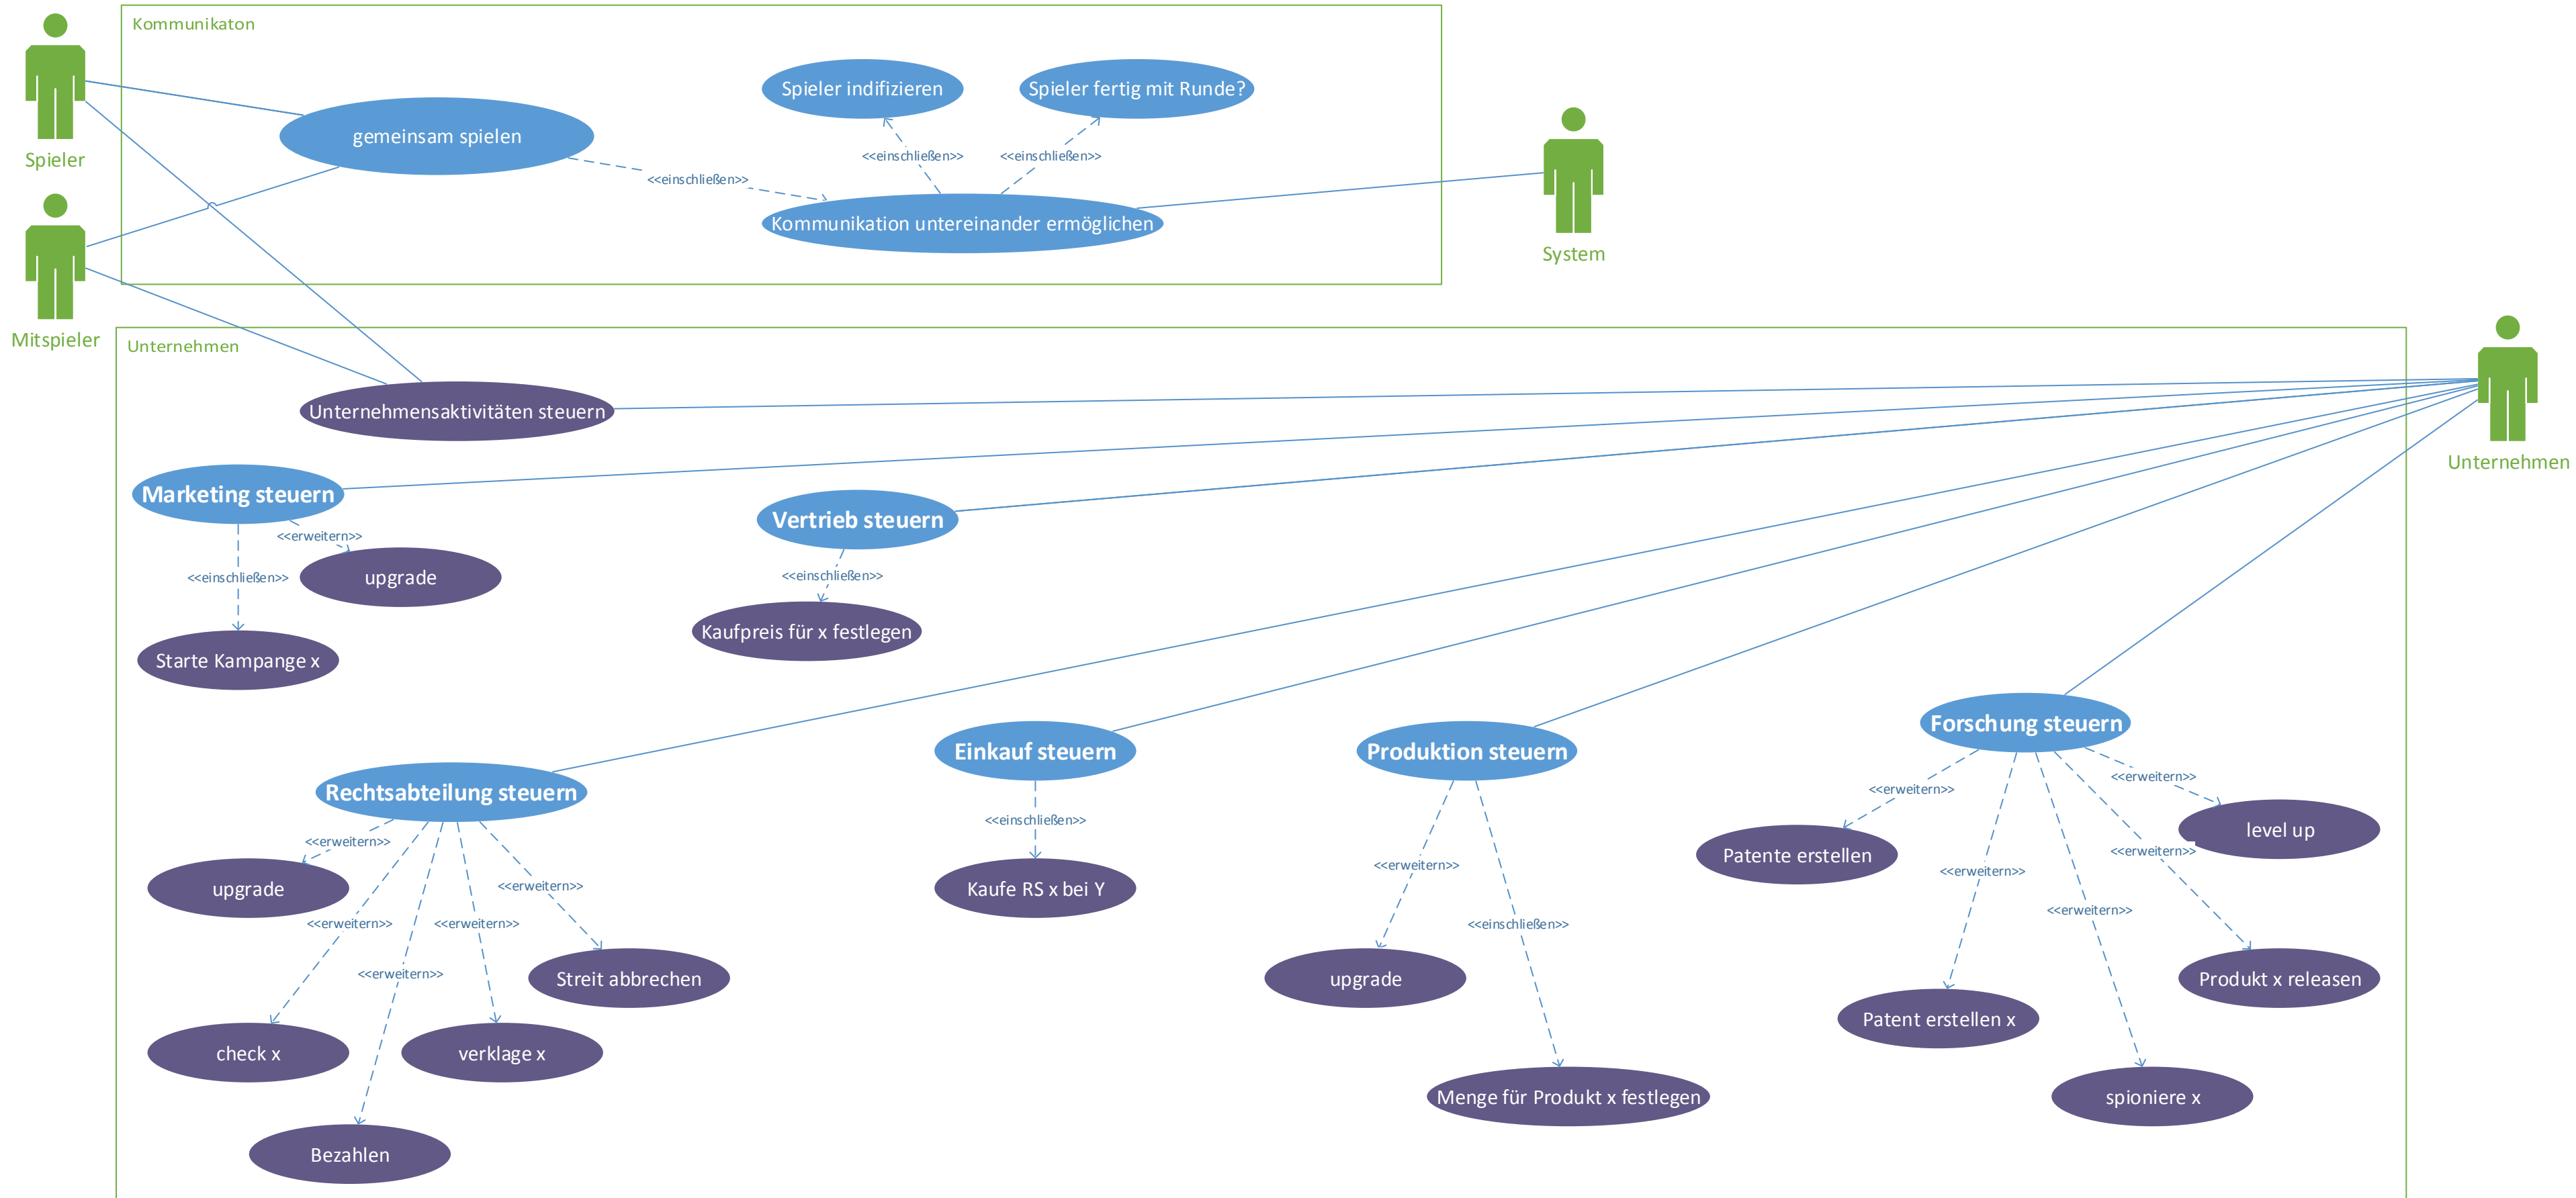 Kommunikaton
Spieler indifizieren
Spieler fertig mit Runde?
gemeinsam spielen
Spieler
<<einschließen>>
<<einschließen>>
<<einschließen>>
Kommunikation untereinander ermöglichen
System
Mitspieler
Unternehmen
Unternehmensaktivitäten steuern
Unternehmen
Marketing steuern
Vertrieb steuern
<<erweitern>>
<<einschließen>>
upgrade
<<einschließen>>
Kaufpreis für x festlegen
Starte Kampange x
Forschung steuern
Einkauf steuern
Produktion steuern
Rechtsabteilung steuern
<<erweitern>>
<<erweitern>>
<<einschließen>>
level up
<<erweitern>>
<<erweitern>>
Patente erstellen
<<erweitern>>
<<erweitern>>
upgrade
<<erweitern>>
Kaufe RS x bei Y
<<erweitern>>
<<erweitern>>
<<erweitern>>
<<einschließen>>
<<erweitern>>
Streit abbrechen
upgrade
Produkt x releasen
Patent erstellen x
check x
verklage x
Menge für Produkt x festlegen
spioniere x
Bezahlen